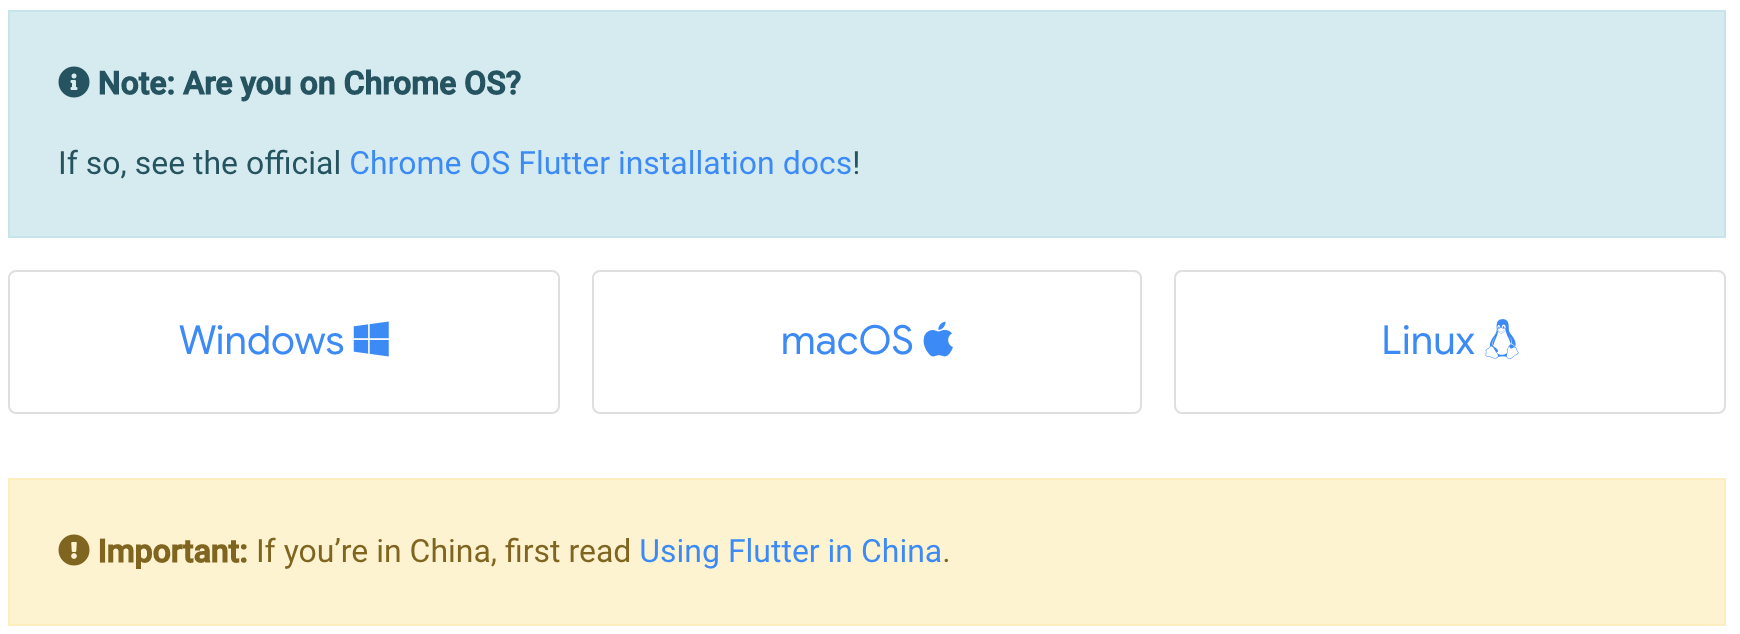 Note: Are you on Chrome OS?
If so, see the official Chrome OS Flutter installation docs!
Windows
macOS
Linux
Important: If you’re in China, first read Using Flutter in China.